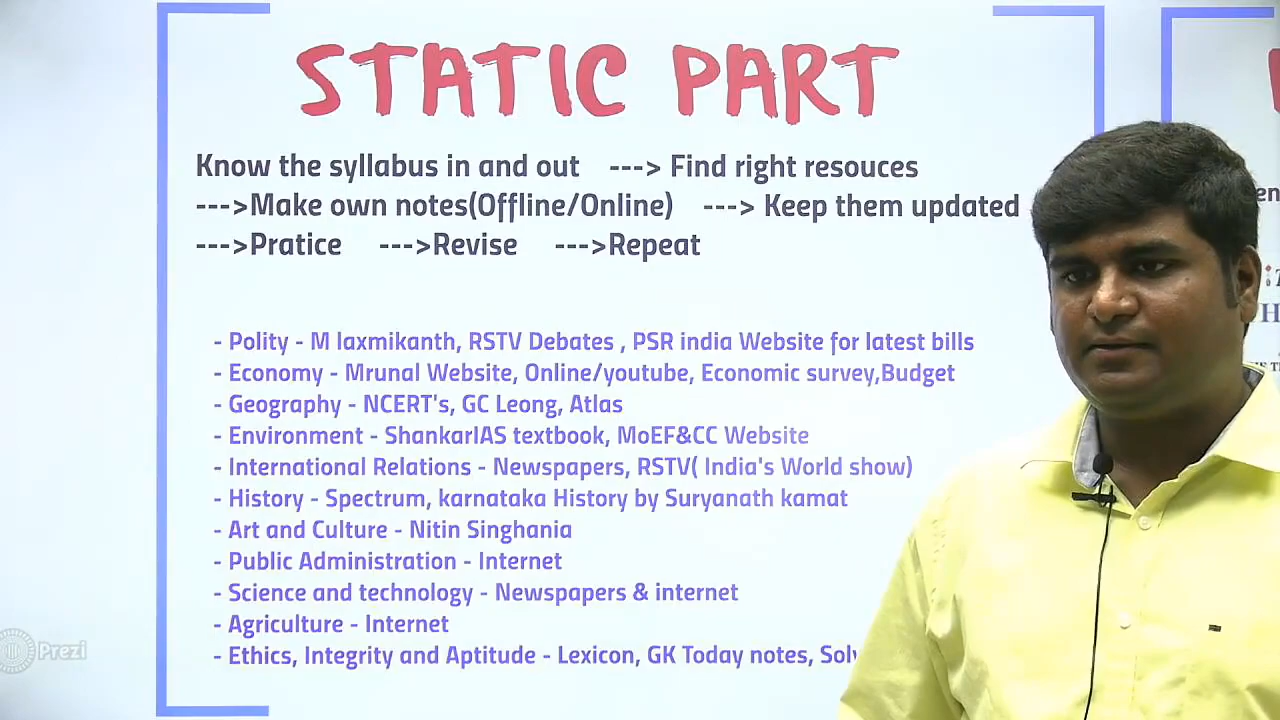 STATIC PART
Know the syllabus in and out ---> Find right resouces
--->Make own notes(Offline/Online) ---> Keep them updated
--->Pratice --->Revise --->Repeat
- Polity - M laxmikanth, RSTV Debates , PSR india Website for latest bills
- Economy - Mrunal Website, Online/youtube, Economic survey,Budget
- Geography - NCERT's, GC Leong, Atlas
- Environment - ShankarIAS textbook, MoEF&CC Website
- International Relations - Newspapers, RSTV( India's World show)
- History - Spectrum, karnataka History by Suryanath kamat
- Art and Culture - Nitin Singhania
- Public Administration - Internet
- Science and technology - Newspapers & internet
- Agriculture - Internet
- Ethics, Integrity and Aptitude - Lexicon, GK Today notes,
Prezi